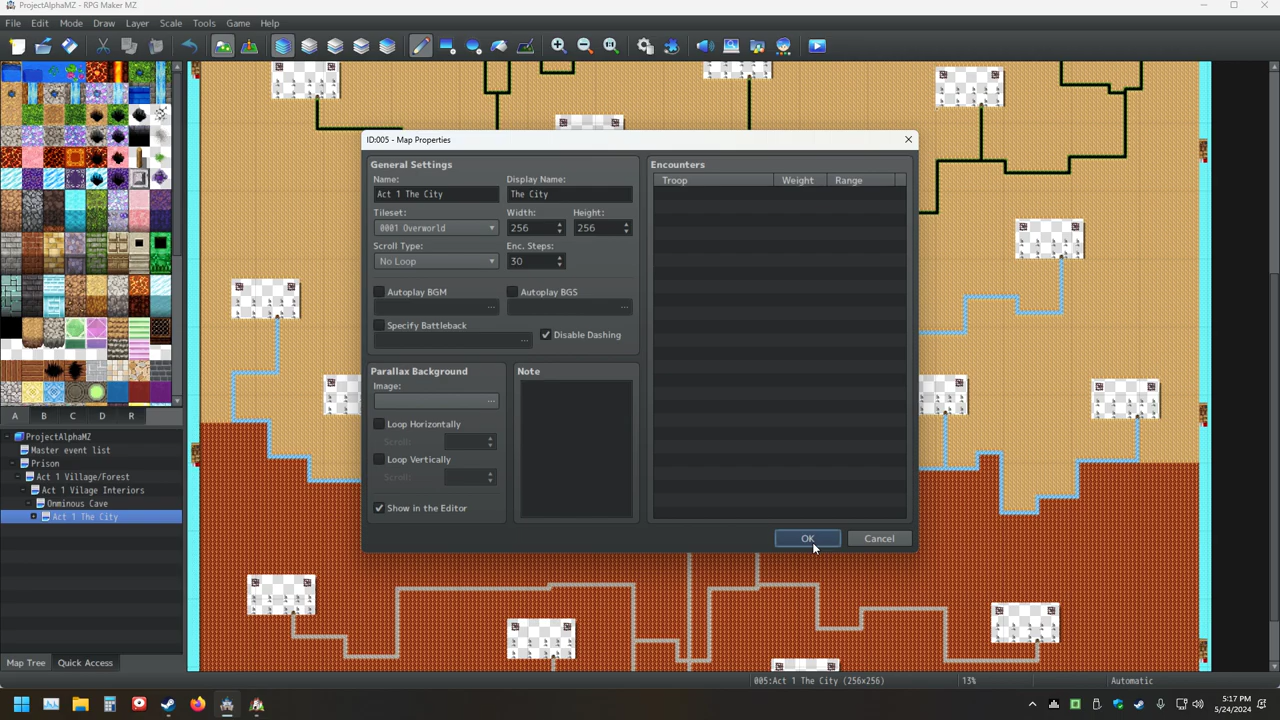 ProjectAlphaMZ - RPG Maker MZ
File Edit Mode Draw Layer Scale Tools Game Help
ID:005 - Map Properties
General Settings
Name:
Display Name:
Act 1 The City
The City
Tileset:
Width:
Height:
0001 Overworld
256
256
Scroll Type:
Enc. Steps:
No Loop
30
Autoplay BGM
Autoplay BGS
...
...
Specify Battleback
...
Disable Dashing
Parallax Background
Image:
...
Loop Horizontally
Scroll:
Loop Vertically
Scroll:
Show in the Editor
Note
Encounters
Troop Weight Range
OK Cancel
A B C D R
ProjectAlphaMZ
Master event list
Prison
Act 1 Village/Forest
Act 1 Vilage Interiors
Onminous Cave
Act 1 The City
Map Tree Quick Access
005:Act 1 The City (256x256) 13% Automatic
5:17 PM
5/24/2024